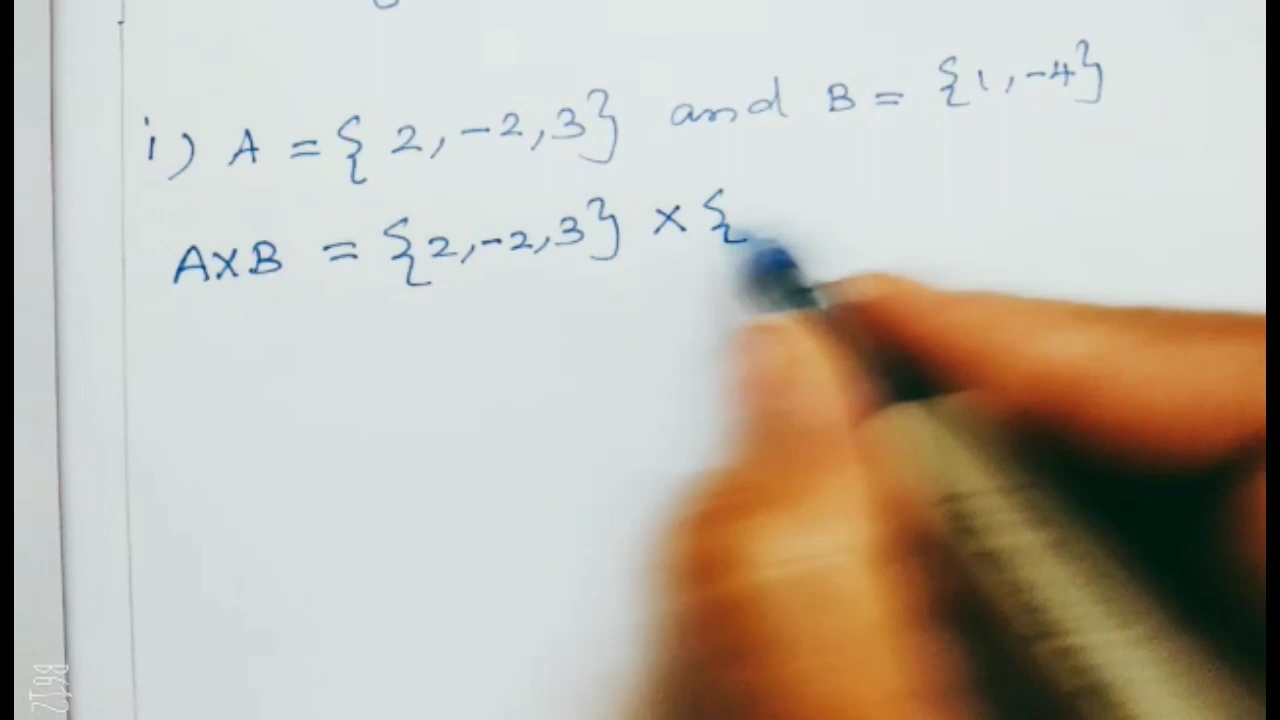 i) A = { 2, -2, 3} and B = {1, -4}
A×B = {2, -2, 3} × {